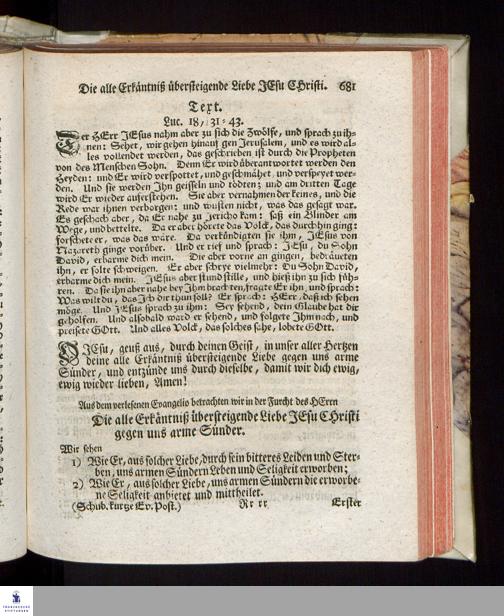 Die alle Erkäntniß übersteigende Liebe JEsu CHristi. 681
Text.
Luc. 18, 31-43.
Der HErr JEsus nahm aber zu sich die Zwölfe, und sprach zu ih-
nen: Sehet, wir gehen hinauf gen Jerusalem, und es wird al-
les vollendet werden, das geschrieben ist durch die Propheten
von des Menschen Sohn. Denn Er wird überantwortet werden den
Heyden: und Er wird verspottet, und geschmähet, und verspeyet wer-
den. Und sie werden Ihn geisseln und tödten; und am dritten Tage
wird Er wieder auferstehen. Sie aber vernahmen der keines, und die
Rede war ihnen verborgen; und wusten nicht, was das gesagt war.
Es geschach aber, da Er nahe zu Jericho kam: saß ein Blinder am
Wege, und bettelte. Da er aber hörete das Volck, das durchhin ging:
forschete er, was das wäre. Da verkündigten sie ihm, JEsus von
Nazareth ginge vorüber. Und er rief und sprach: JEsu, du Sohn
David, erbarme dich mein. Die aber vorne an gingen, bedräueten
ihn, er solte schweigen. Er aber schrye vielmehr: Du Sohn David,
erbarme dich mein. JEsus aber stund stille, und hieß ihn zu sich füh-
ren. Da sie ihn aber nahe bey Ihm brachten, fragte Er ihn, und sprach:
Was wilt du, das Ich dir thun soll? Er sprach: HErr, daß ich sehen
möge. Und JEsus sprach zu ihm: Sey sehend, dein Glaube hat dir
geholfen. Und alsobald ward er sehend, und folgete Ihm nach, und
preisete GOtt. Und alles Volck, das solches sahe, lobete GOtt.
O JEsu, geuß aus, durch deinen Geist, in unser aller Hertzen
deine alle Erkäntniß übersteigende Liebe gegen uns arme
Sünder, und entzünde uns durch dieselbe, damit wir dich ewig,
ewig wieder lieben, Amen!
Aus dem verlesenen Evangelio betrachten wir in der Furcht des HErrn
Die alle Erkäntniß übersteigende Liebe JEsu CHristi
gegen uns arme Sünder.
Wir sehen
1) Wie Er, aus solcher Liebe, durch sein bitteres Leiden und Ster-
ben, uns armen Sündern Leben und Seligkeit erworben;
2) Wie Er, aus solcher Liebe, uns armen Sündern die erworbe-
ne Seligkeit anbietet und mittheilet.
(Schub. kurtze Ev. Post.) Rr rr Erster